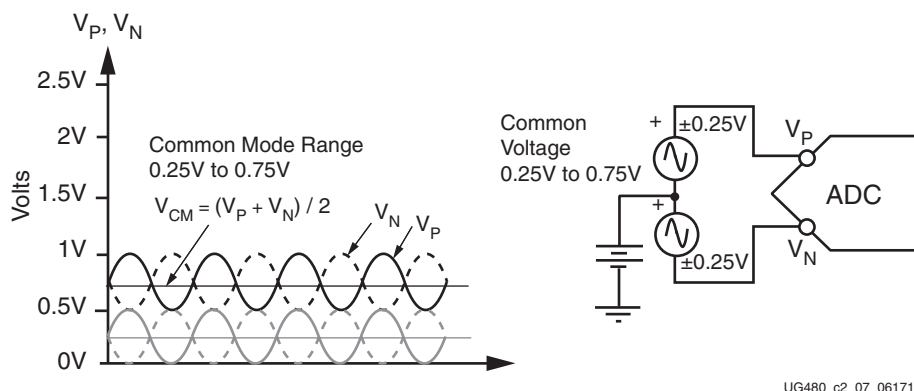 V_P, V_N
2.5V
2V
1.5V
1V
0.5V
0V
Volts
Common Mode Range
0.25V to 0.75V
V_CM = (V_P + V_N) / 2
V_N
V_P
Common
Voltage
0.25V to 0.75V
+
±0.25V
+
±0.25V
V_P
V_N
ADC
UG480_c2_07_06171